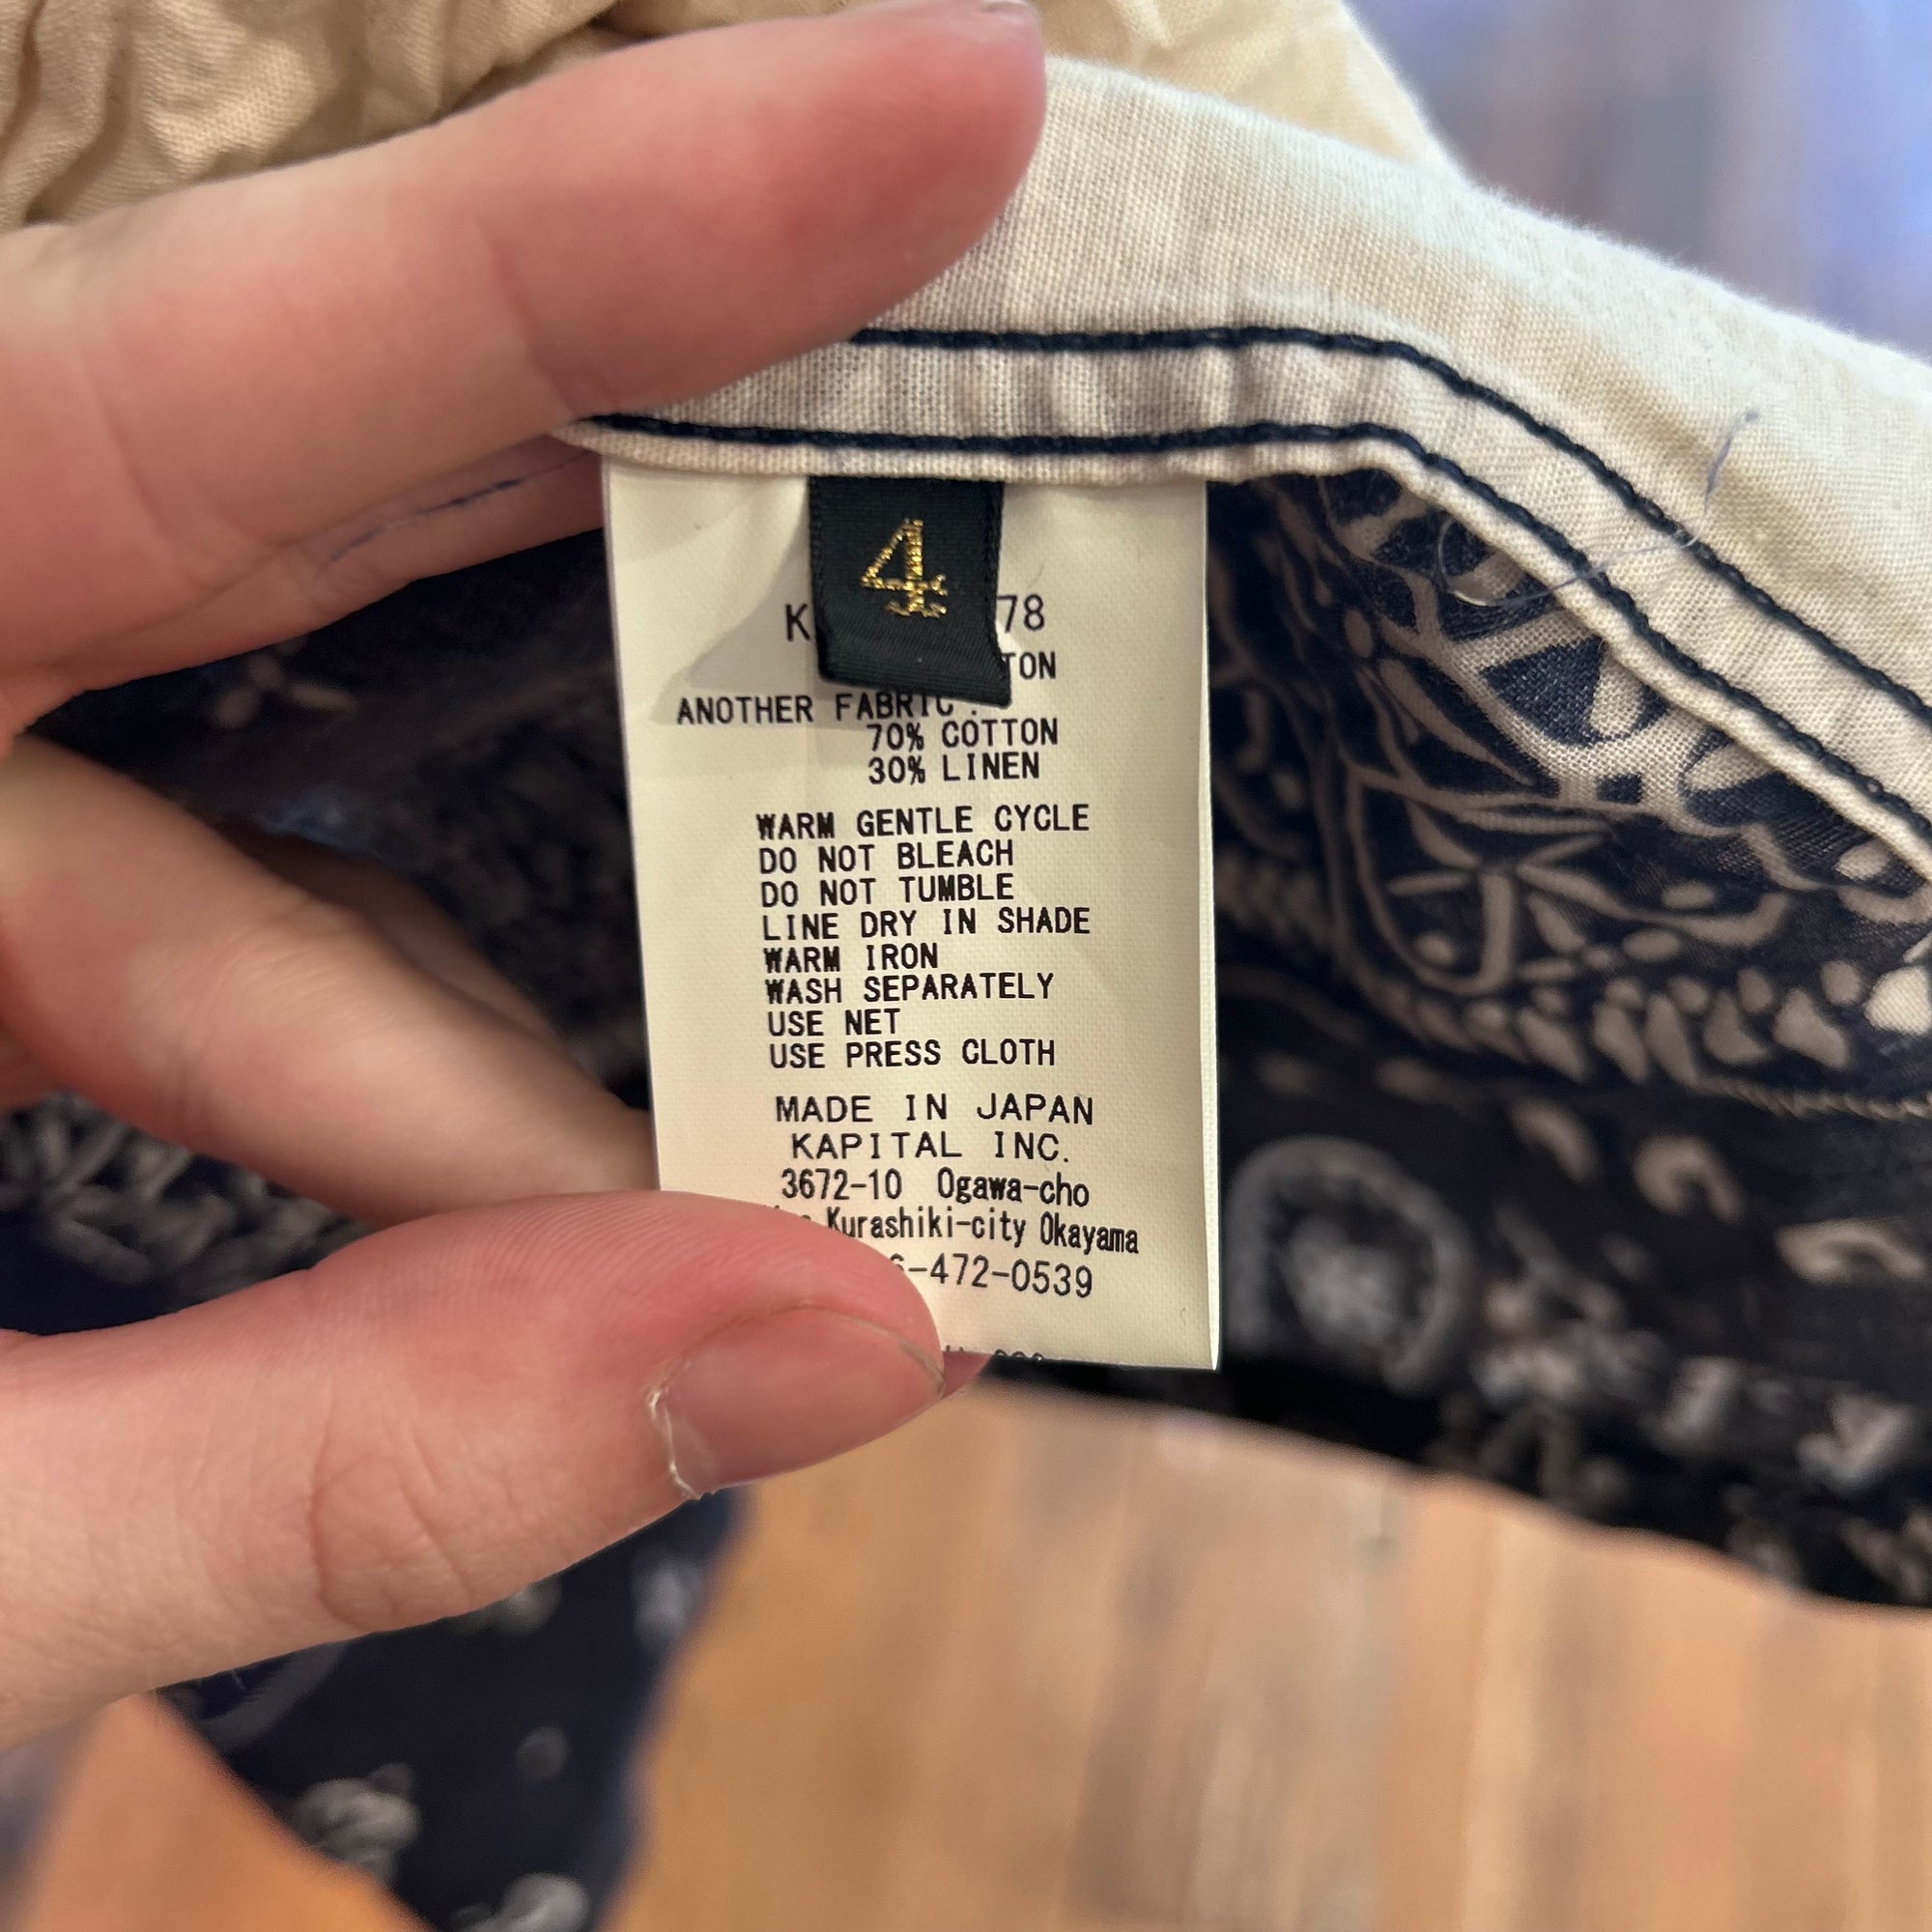 4
78
ANOTHER FABRIC :
70% COTTON
30% LINEN
WARM GENTLE CYCLE
DO NOT BLEACH
DO NOT TUMBLE
LINE DRY IN SHADE
WARM IRON
WASH SEPARATELY
USE NET
USE PRESS CLOTH
MADE IN JAPAN
KAPITAL INC.
3672-10 Ogawa-cho
Kurashiki-city Okayama
-472-0539